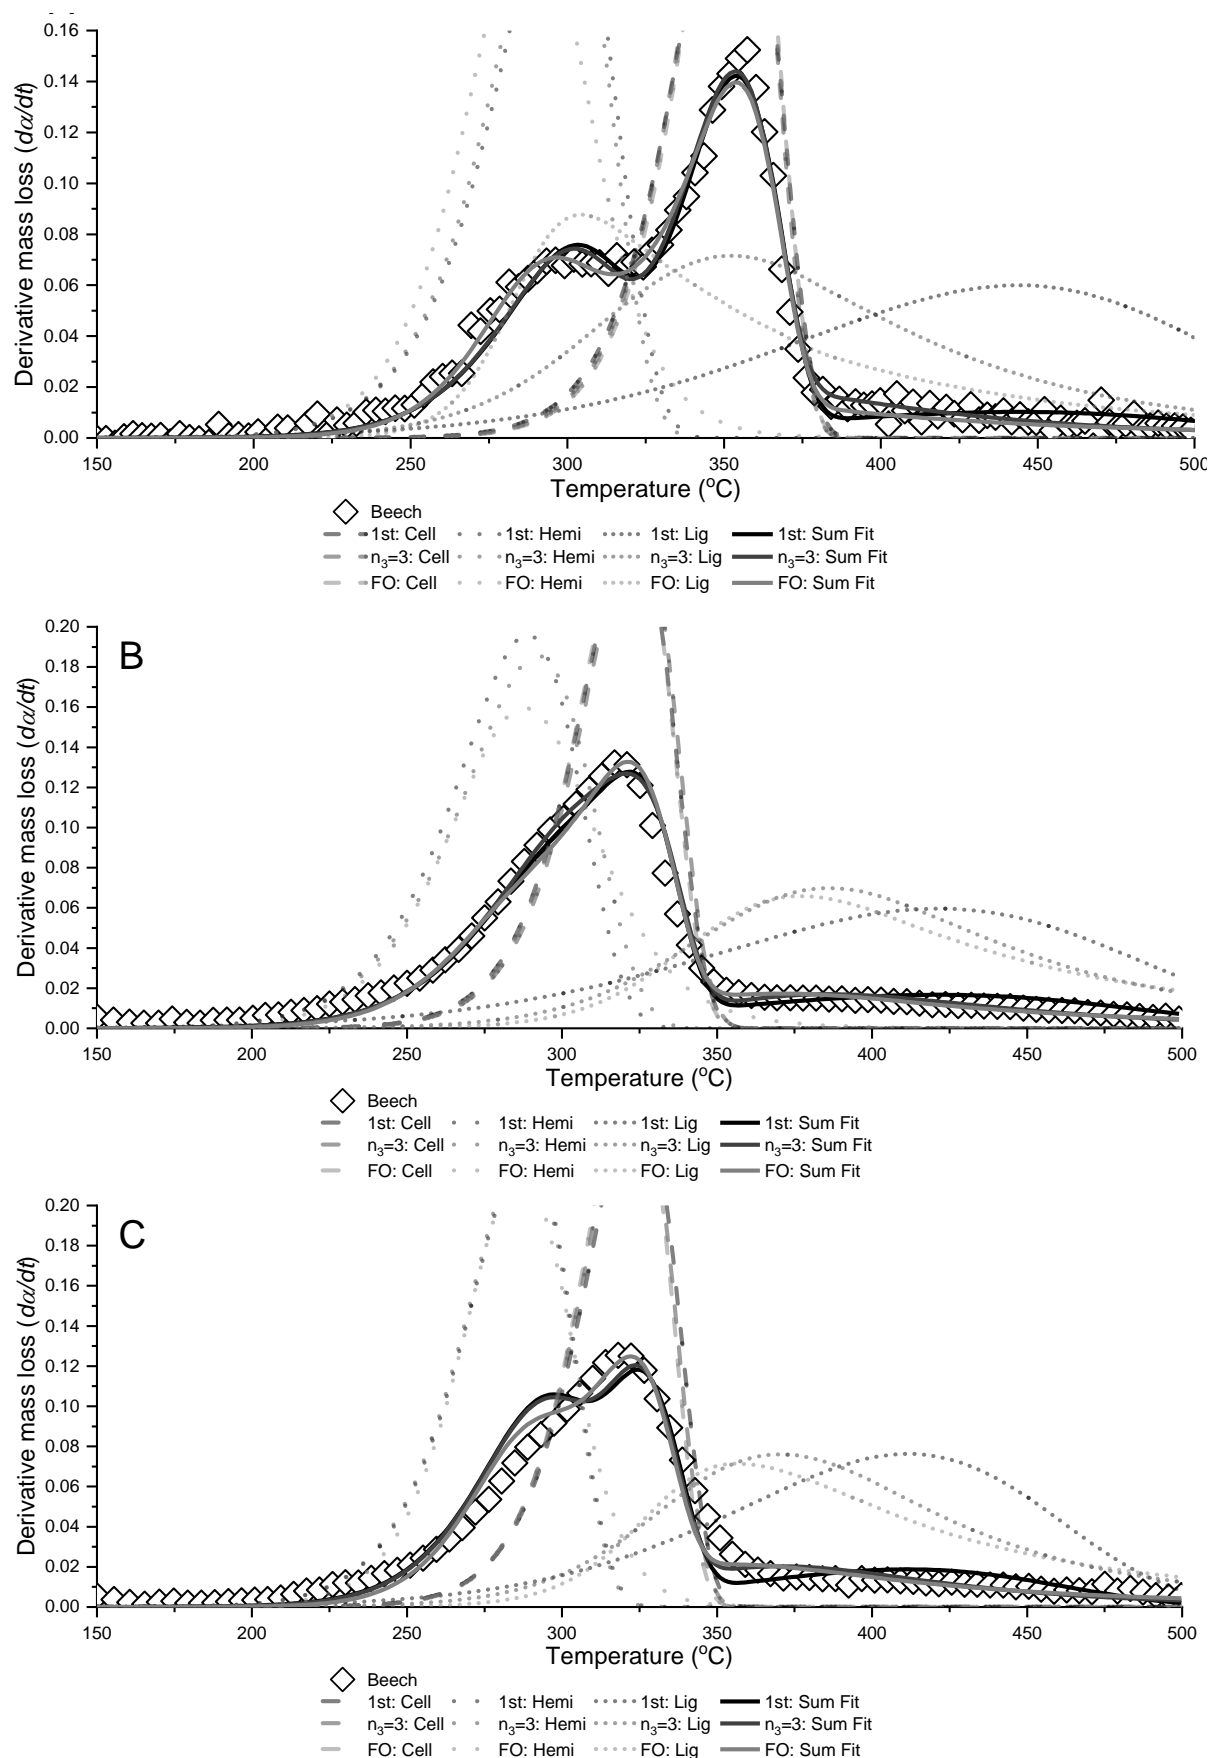 0.16
0.14
0.12
0.10
0.08
0.06
0.04
0.02
0.00
Derivative mass loss (dα/dt)
150 200 250 300 350 400 450 500
Temperature (oC)
Beech
1st: Cell 1st: Hemi 1st: Lig 1st: Sum Fit
n3=3: Cell n3=3: Hemi n3=3: Lig n3=3: Sum Fit
FO: Cell FO: Hemi FO: Lig FO: Sum Fit
B
0.20
0.18
0.16
0.14
0.12
0.10
0.08
0.06
0.04
0.02
0.00
Derivative mass loss (dα/dt)
150 200 250 300 350 400 450 500
Temperature (oC)
Beech
1st: Cell 1st: Hemi 1st: Lig 1st: Sum Fit
n3=3: Cell n3=3: Hemi n3=3: Lig n3=3: Sum Fit
FO: Cell FO: Hemi FO: Lig FO: Sum Fit
C
0.20
0.18
0.16
0.14
0.12
0.10
0.08
0.06
0.04
0.02
0.00
Derivative mass loss (dα/dt)
150 200 250 300 350 400 450 500
Temperature (oC)
Beech
1st: Cell 1st: Hemi 1st: Lig 1st: Sum Fit
n3=3: Cell n3=3: Hemi n3=3: Lig n3=3: Sum Fit
FO: Cell FO: Hemi FO: Lig FO: Sum Fit